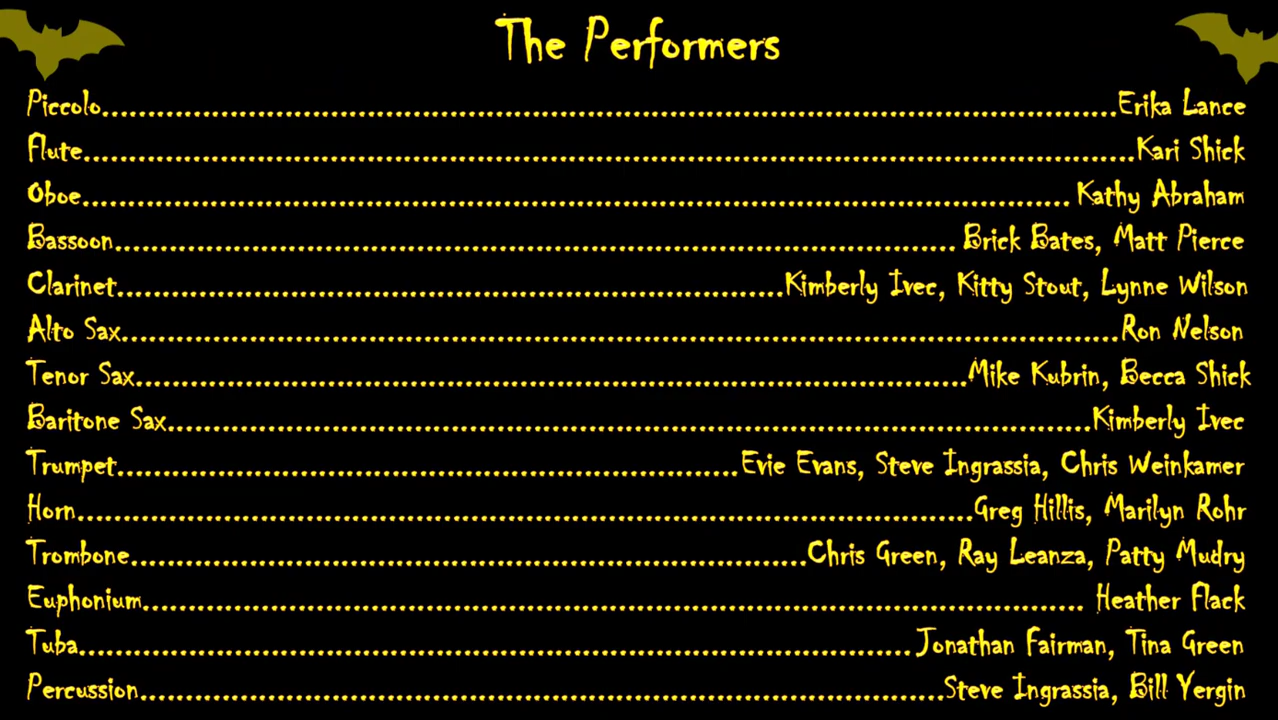 The Performers
Piccolo..........................................................................................................Erika Lance
Flute..............................................................................................................Kari Shick
Oboe....................................................................................................... Kathy Abraham
Bassoon........................................................................................ Brick Bates, Matt Pierce
Clarinet......................................................................Kimberly Ivec, Kitty Stout, Lynne Wilson
Alto Sax........................................................................................................Ron Nelson
Tenor Sax.......................................................................................Mike Kubrin, Becca Shick
Baritone Sax.................................................................................................Kimberly Ivec
Trumpet.................................................................Evie Evans, Steve Ingrassia, Chris Weinkamer
Horn..............................................................................................Greg Hillis, Marilyn Rohr
Trombone.......................................................................Chris Green, Ray Leanza, Patty Mudry
Euphonium................................................................................................... Heather Flack
Tuba.......................................................................................Jonathan Fairman, Tina Green
Percussion....................................................................................Steve Ingrassia, Bill Yergin